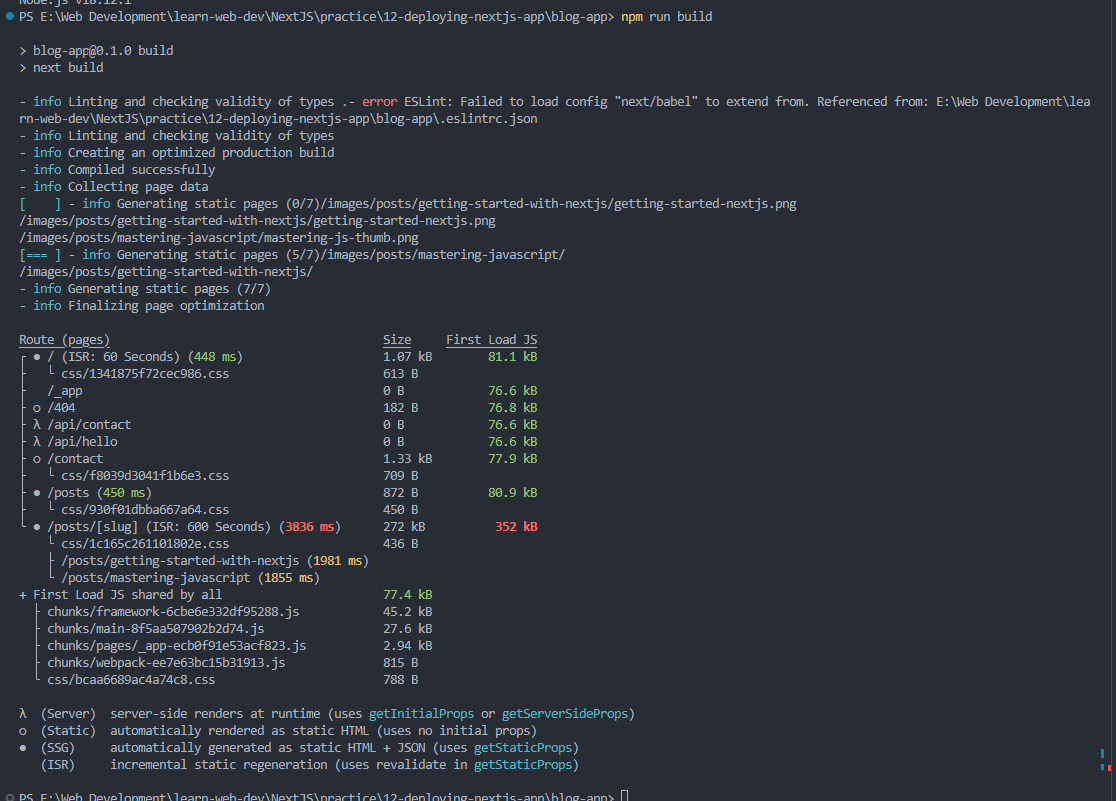 Node.js v18.12.1
PS E:\Web Development\learn-web-dev\NextJS\practice\12-deploying-nextjs-app\blog-app> npm run build
> blog-app@0.1.0 build
> next build
- info Linting and checking validity of types .- error ESLint: Failed to load config "next/babel" to extend from. Referenced from: E:\Web Development\lea
rn-web-dev\NextJS\practice\12-deploying-nextjs-app\blog-app\.eslintrc.json
- info Linting and checking validity of types
- info Creating an optimized production build
- info Compiled successfully
- info Collecting page data
[    ] - info Generating static pages (0/7)/images/posts/getting-started-with-nextjs/getting-started-nextjs.png
/images/posts/getting-started-with-nextjs/getting-started-nextjs.png
/images/posts/mastering-javascript/mastering-js-thumb.png
[=== ] - info Generating static pages (5/7)/images/posts/mastering-javascript/
/images/posts/getting-started-with-nextjs/
- info Generating static pages (7/7)
- info Finalizing page optimization
Route (pages) Size First Load JS
┌ ● / (ISR: 60 Seconds) (448 ms) 1.07 kB 81.1 kB
├   └ css/1341875f72cec986.css 613 B
├   /_app 0 B 76.6 kB
├ ○ /404 182 B 76.8 kB
├ λ /api/contact 0 B 76.6 kB
├ λ /api/hello 0 B 76.6 kB
├ ○ /contact 1.33 kB 77.9 kB
├   └ css/f8039d3041f1b6e3.css 709 B
├ ● /posts (450 ms) 872 B 80.9 kB
├   └ css/930f01dbba667a64.css 450 B
└ ● /posts/[slug] (ISR: 600 Seconds) (3836 ms) 272 kB 352 kB
    └ css/1c165c261101802e.css 436 B
    ├ /posts/getting-started-with-nextjs (1981 ms)
    └ /posts/mastering-javascript (1855 ms)
+ First Load JS shared by all 77.4 kB
  ├ chunks/framework-6cbe6e332df95288.js 45.2 kB
  ├ chunks/main-8f5aa507902b2d74.js 27.6 kB
  ├ chunks/pages/_app-ecb0f91e53acf823.js 2.94 kB
  ├ chunks/webpack-ee7e63bc15b31913.js 815 B
  └ css/bcaa6689ac4a74c8.css 788 B
λ  (Server)  server-side renders at runtime (uses getInitialProps or getServerSideProps)
○  (Static)  automatically rendered as static HTML (uses no initial props)
●  (SSG)     automatically generated as static HTML + JSON (uses getStaticProps)
   (ISR)     incremental static regeneration (uses revalidate in getStaticProps)
PS E:\Web Development\learn-web-dev\NextJS\practice\12-deploying-nextjs-app\blog-app>